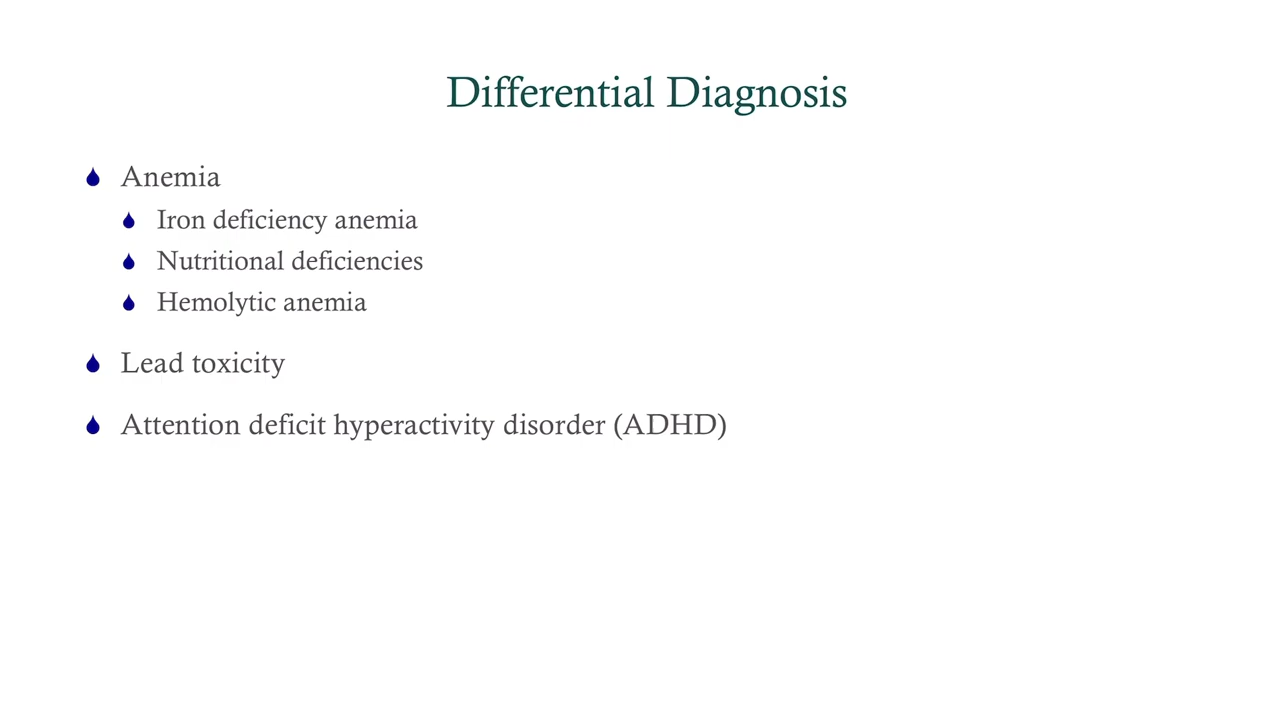 Differential Diagnosis
Anemia
Iron deficiency anemia
Nutritional deficiencies
Hemolytic anemia
Lead toxicity
Attention deficit hyperactivity disorder (ADHD)